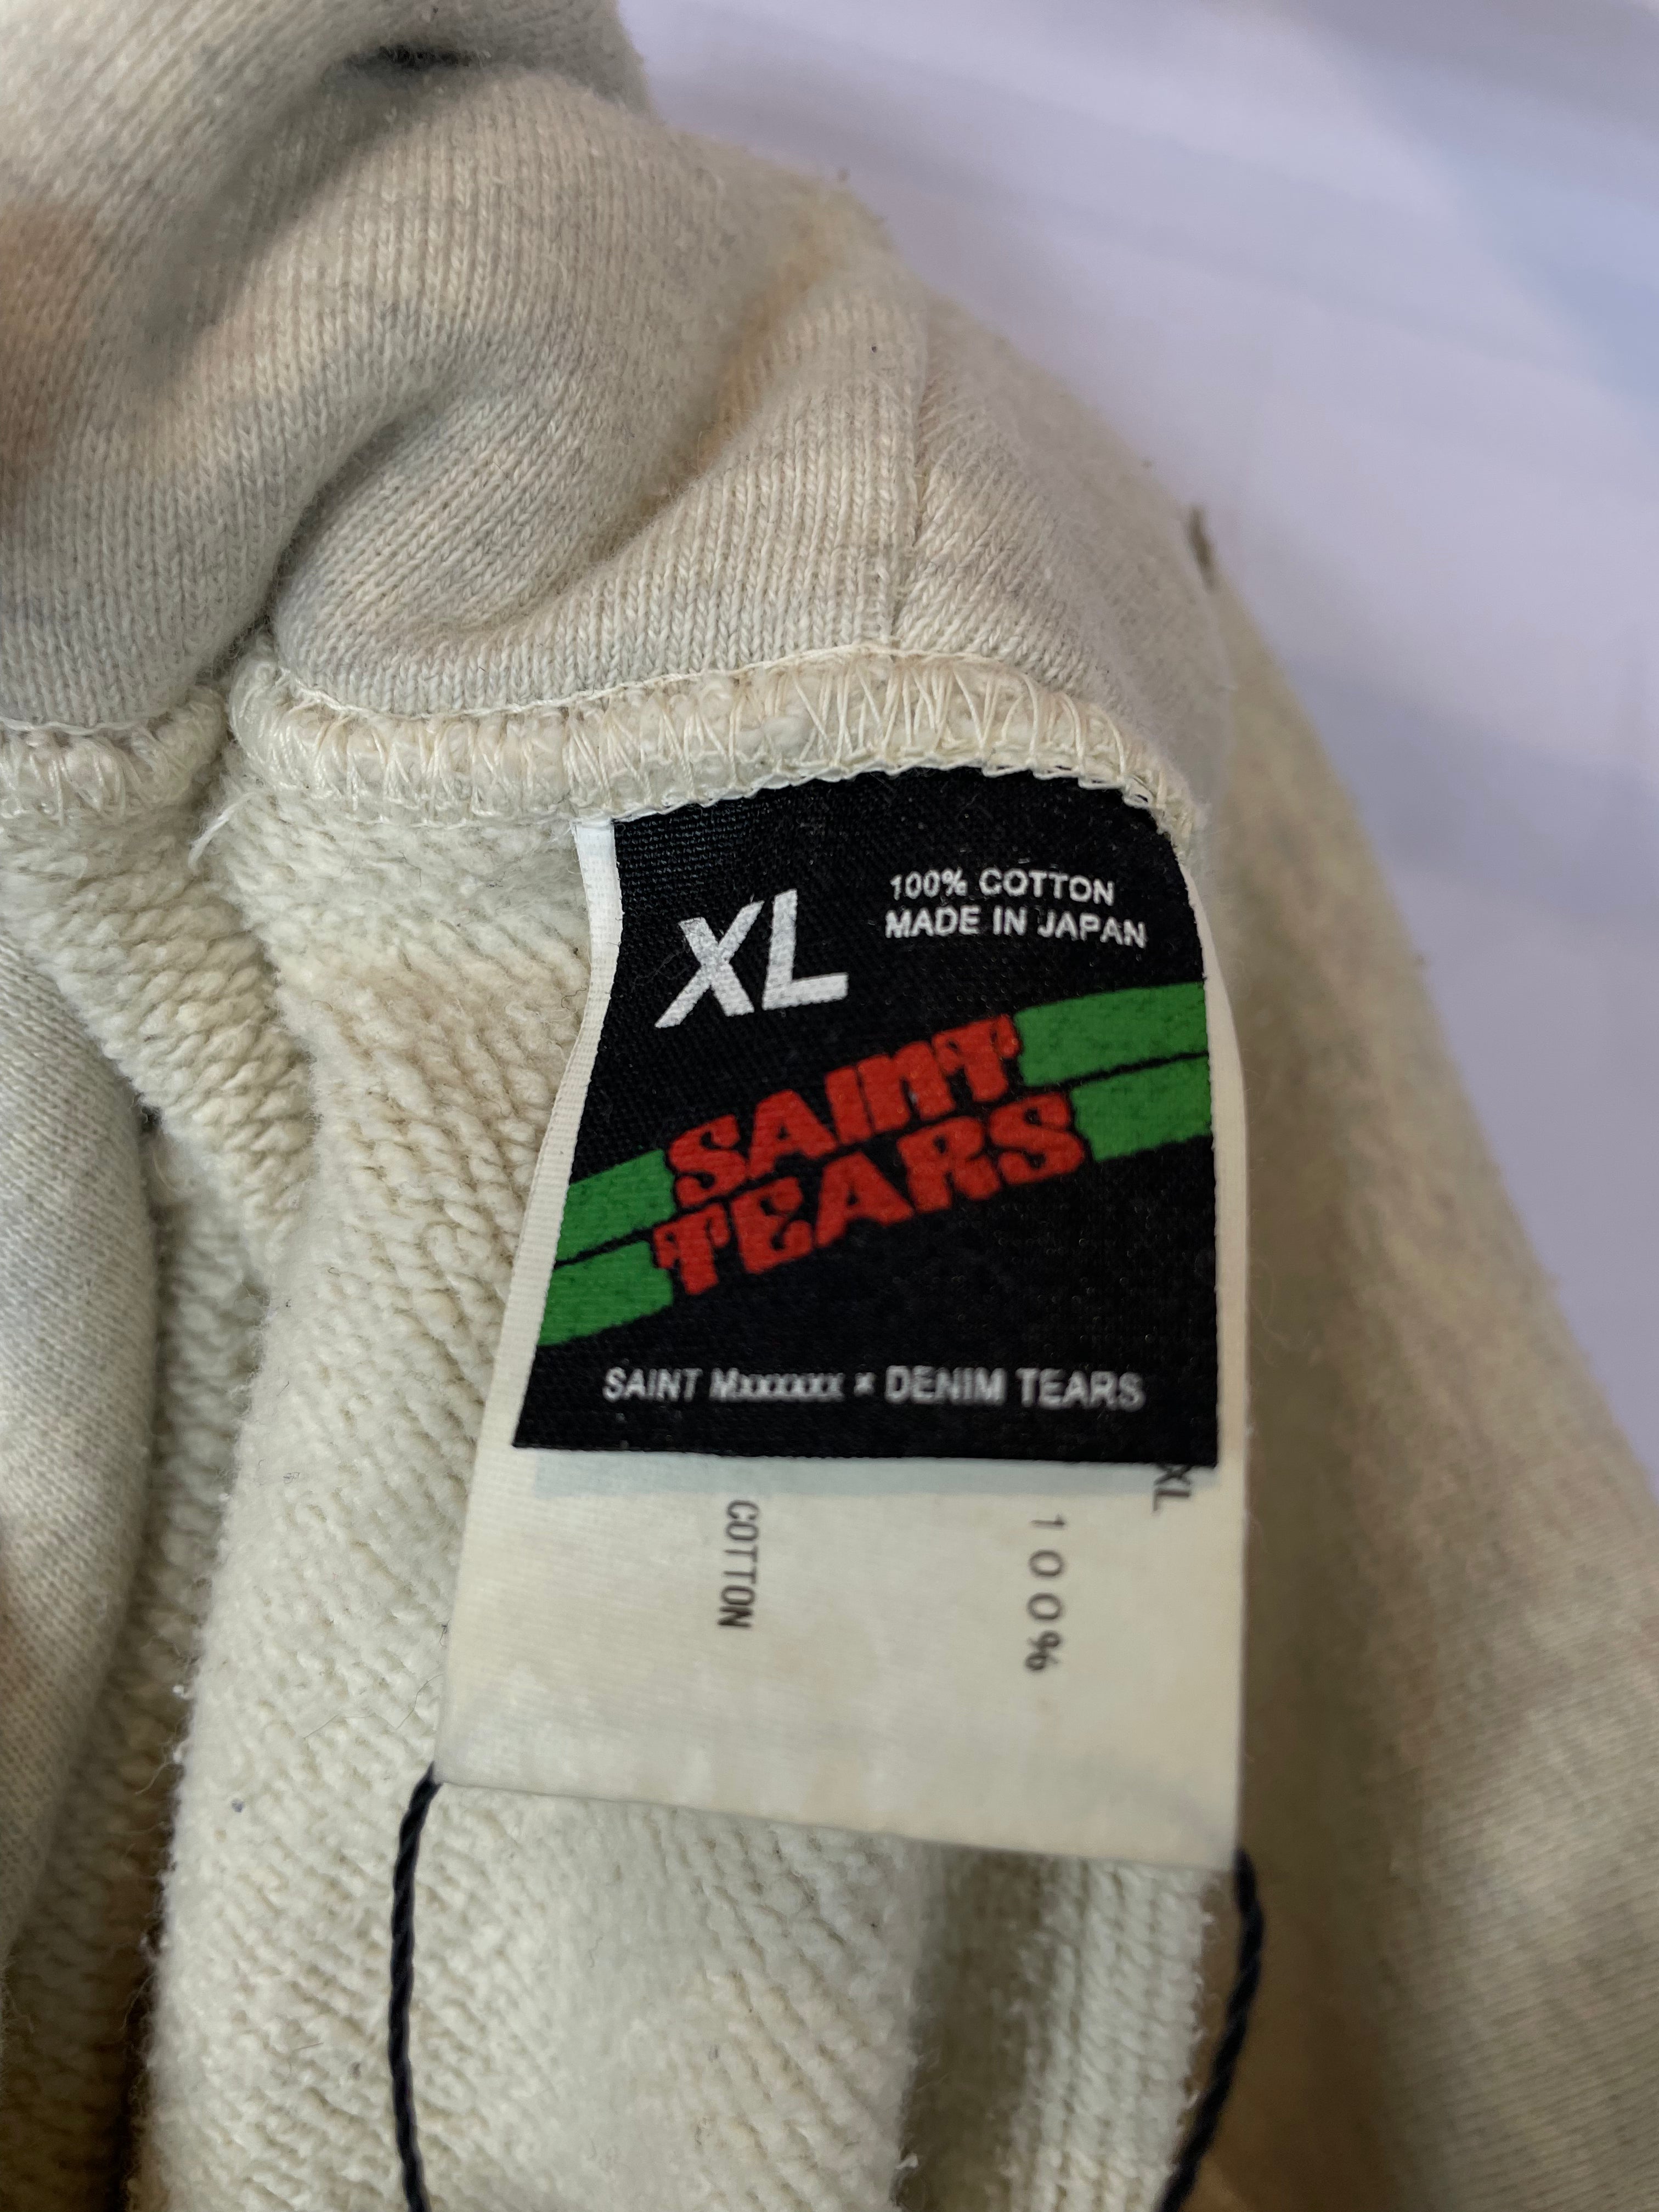 XL
100% COTTON
MADE IN JAPAN
SAINT
TEARS
SAINT Mxxxxxx × DENIM TEARS
XL
100%
COTTON